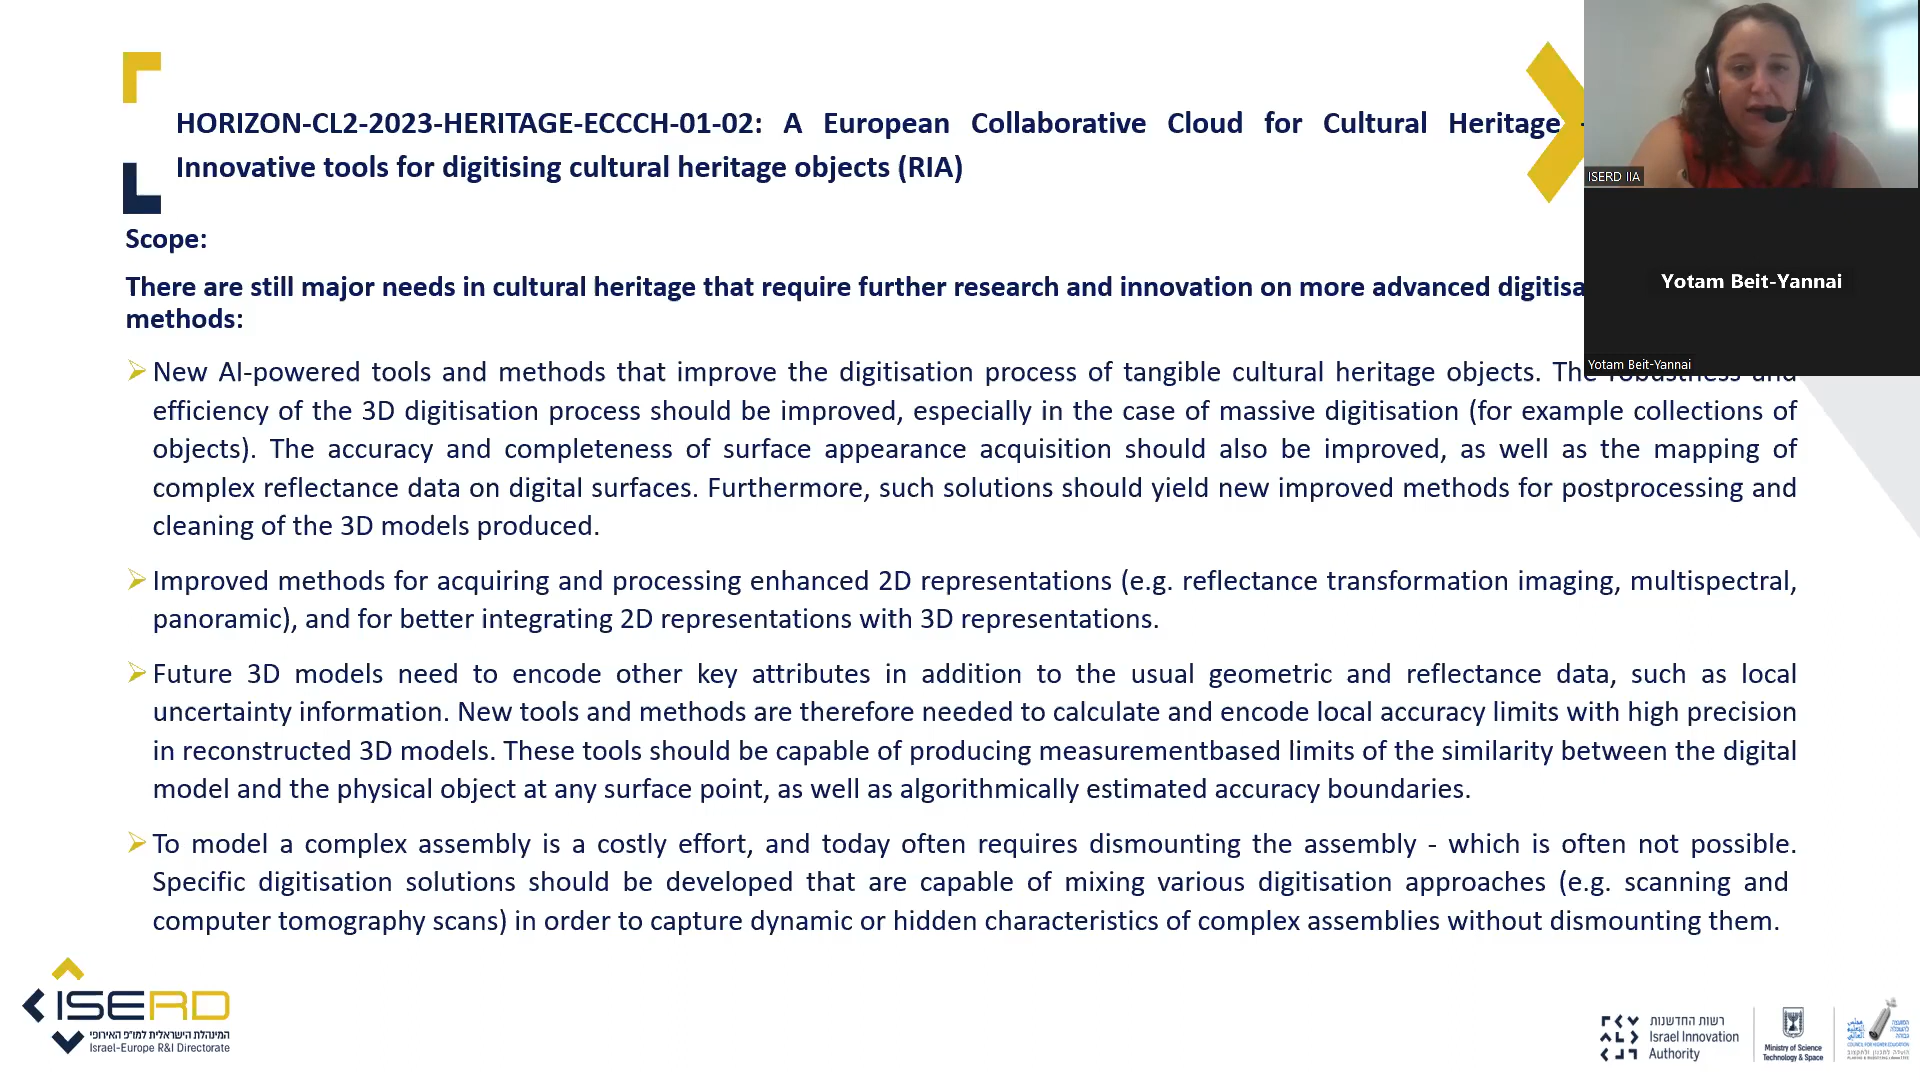 HORIZON-CL2-2023-HERITAGE-ECCCH-01-02: A European Collaborative Cloud for Cultural Heritage -
Innovative tools for digitising cultural heritage objects (RIA)
ISERD IIA
Scope:
There are still major needs in cultural heritage that require further research and innovation on more advanced digitisa
methods:
Yotam Beit-Yannai
Yotam Beit-Yannai
New AI-powered tools and methods that improve the digitisation process of tangible cultural heritage objects. The robustness and
efficiency of the 3D digitisation process should be improved, especially in the case of massive digitisation (for example collections of
objects). The accuracy and completeness of surface appearance acquisition should also be improved, as well as the mapping of
complex reflectance data on digital surfaces. Furthermore, such solutions should yield new improved methods for postprocessing and
cleaning of the 3D models produced.
Improved methods for acquiring and processing enhanced 2D representations (e.g. reflectance transformation imaging, multispectral,
panoramic), and for better integrating 2D representations with 3D representations.
Future 3D models need to encode other key attributes in addition to the usual geometric and reflectance data, such as local
uncertainty information. New tools and methods are therefore needed to calculate and encode local accuracy limits with high precision
in reconstructed 3D models. These tools should be capable of producing measurementbased limits of the similarity between the digital
model and the physical object at any surface point, as well as algorithmically estimated accuracy boundaries.
To model a complex assembly is a costly effort, and today often requires dismounting the assembly - which is often not possible.
Specific digitisation solutions should be developed that are capable of mixing various digitisation approaches (e.g. scanning and
computer tomography scans) in order to capture dynamic or hidden characteristics of complex assemblies without dismounting them.
ISERD
המינהלת הישראלית למו"פ האירופי
Israel-Europe R&I Directorate
רשות החדשנות
Israel Innovation
Authority
Ministry of Science
Technology & Space
COUNCIL FOR HIGHER EDUCATION